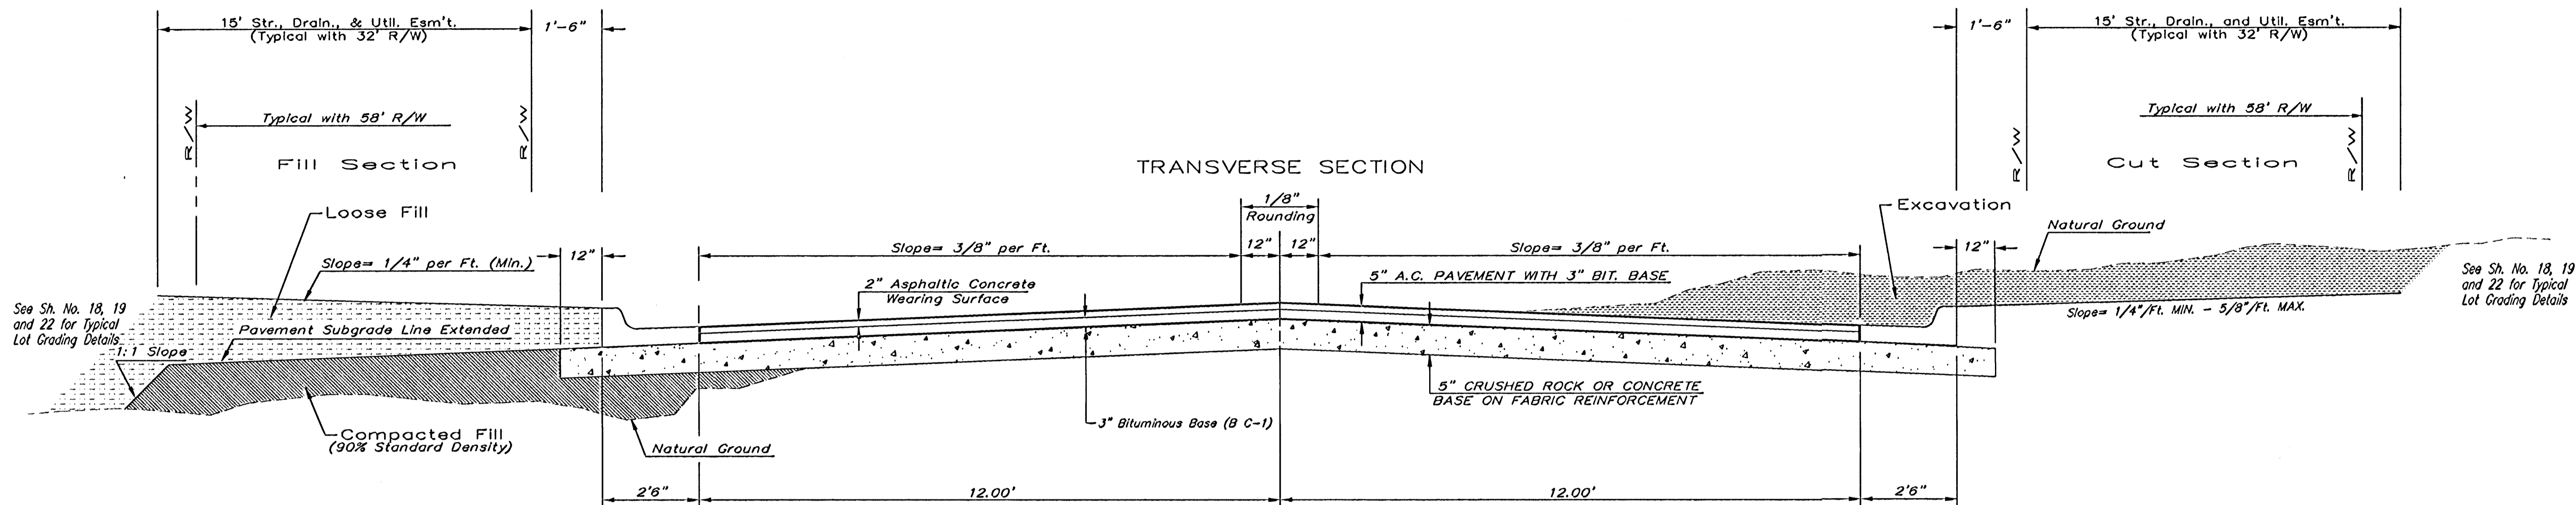 15' Str., Drain., & Util. Esm't.
(Typical with 32' R/W)
1'-6"
1'-6"
15' Str., Drain., and Util. Esm't.
(Typical with 32' R/W)
R/W
Typical with 58' R/W
R/W
Fill Section
TRANSVERSE SECTION
R/W
Typical with 58' R/W
R/W
Cut Section
Loose Fill
1/8"
Rounding
Excavation
Natural Ground
Slope= 1/4" per Ft. (Min.)
12"
Slope= 3/8" per Ft.
12"
12"
Slope= 3/8" per Ft.
12"
See Sh. No. 18, 19
and 22 for Typical
Lot Grading Details
2" Asphaltic Concrete
Wearing Surface
5" A.C. PAVEMENT WITH 3" BIT. BASE
See Sh. No. 18, 19
and 22 for Typical
Lot Grading Details
Pavement Subgrade Line Extended
1:1 Slope
Slope= 1/4"/Ft. MIN. - 5/8"/Ft. MAX.
5" CRUSHED ROCK OR CONCRETE
BASE ON FABRIC REINFORCEMENT
3" Bituminous Base (B C-1)
Compacted Fill
(90% Standard Density)
Natural Ground
2'6"
12.00'
12.00'
2'6"